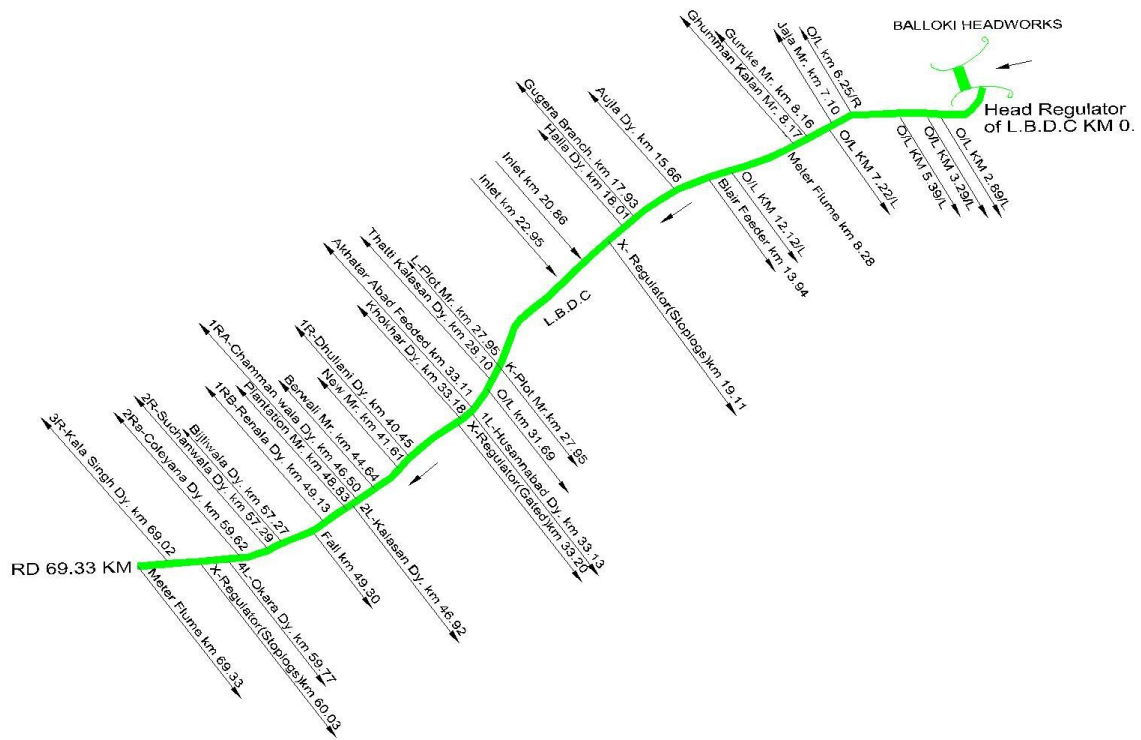 BALLOKI HEADWORKS
Head Regulator
of L.B.D.C KM 0.
O/L KM 2.89/L
O/L KM 3.29/L
O/L KM 5.39/L
O/L km 6.25/R
Jaja Mr. km 7.10
O/L KM 7.22/L
Guruke Mr. km 8.16
Ghumman Kalan Mr. 8.17
Meter Flume km 8.28
O/L KM 12.12/L
Blair Feeder km 13.94
Aujla Dy. km 15.66
Gugera Branch. km 17.93
Halla Dy. km 18.01
X- Regulator(Stoplogs)km 19.11
Inlet km 20.86
Inlet km 22.95
L.B.D.C
L-Plot Mr. km 27.95
K-Plot Mr.km 27.95
Thatti Kalasan Dy. km 28.10
O/L km 31.69
Akhatar Abad Feeded km 33.11
1L-Husannabad Dy. km 33.13
Khokhar Dy. km 33.18
X-Regulator(Gated)km 33.20
1R-Dhuliani Dy. km 40.45
New Mr. km 41.61
Berwali Mr. km 44.64
1RA-Chamman wala Dy. km 46.50
2L-Kalasan Dy. km 46.92
Plantation Mr. km 48.83
1RB-Renala Dy. km 49.13
Fall km 49.30
Bijliwala Dy. km 57.27
2R-Suchanwala Dy. km 57.29
2Ra-Coleyana Dy. km 59.62
4L-Okara Dy. km 59.77
X-Regulator(Stoplogs)km 60.03
3R-Kala Singh Dy. km 69.02
Meter Flume km 69.33
RD 69.33 KM